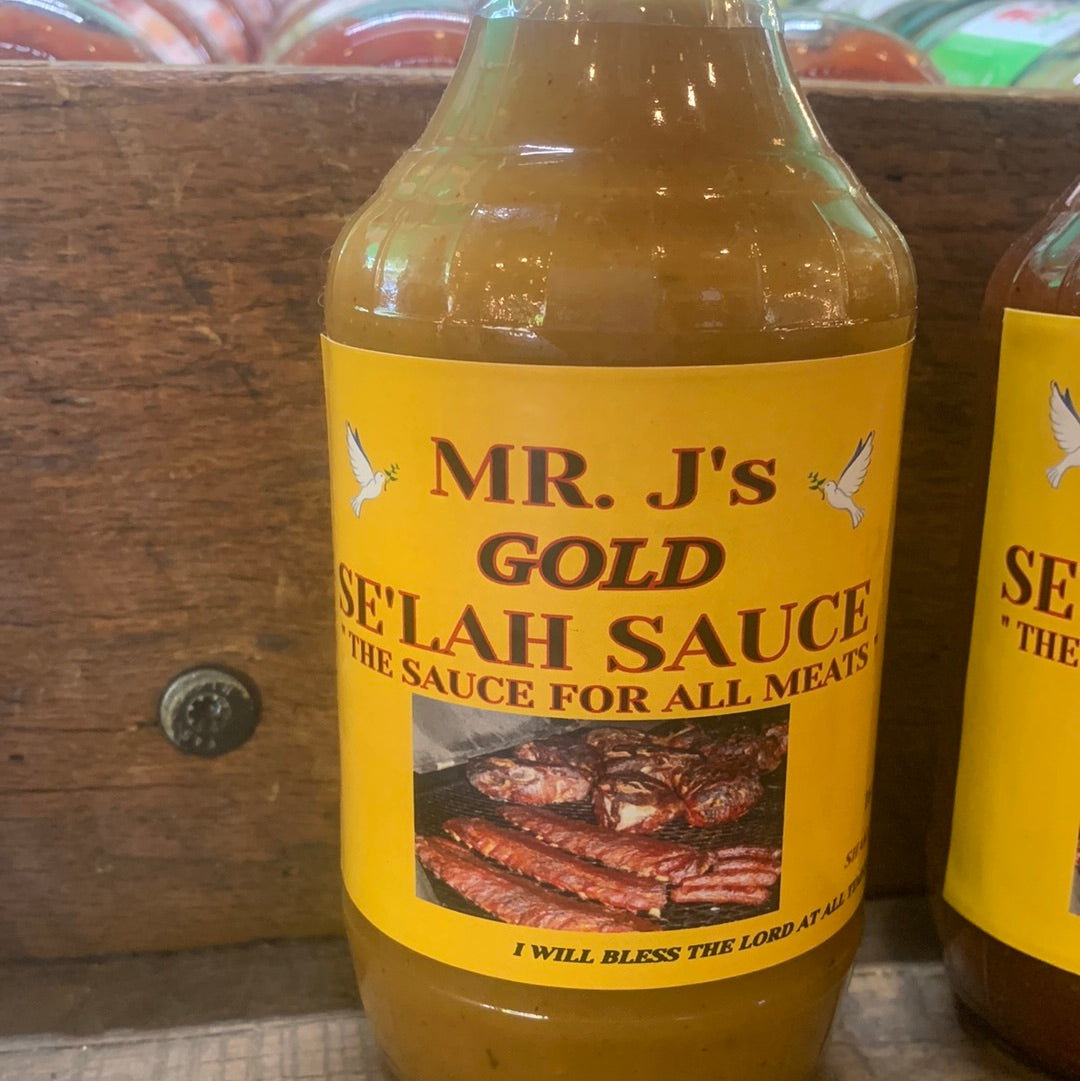 MR. J's
GOLD
SE'LAH SAUCE
"THE SAUCE FOR ALL MEATS"
I WILL BLESS THE LORD AT ALL
SE'
"THE